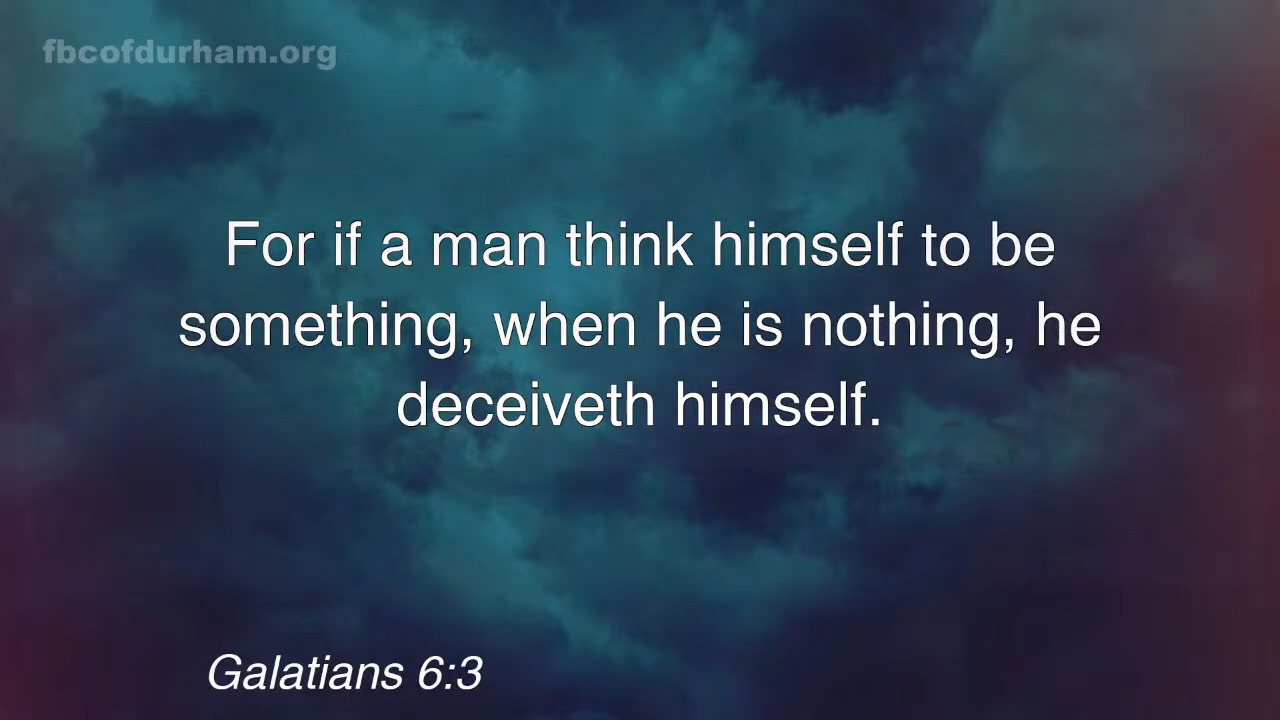 fbcofdurham.org
For if a man think himself to be
something, when he is nothing, he
deceiveth himself.
Galatians 6:3